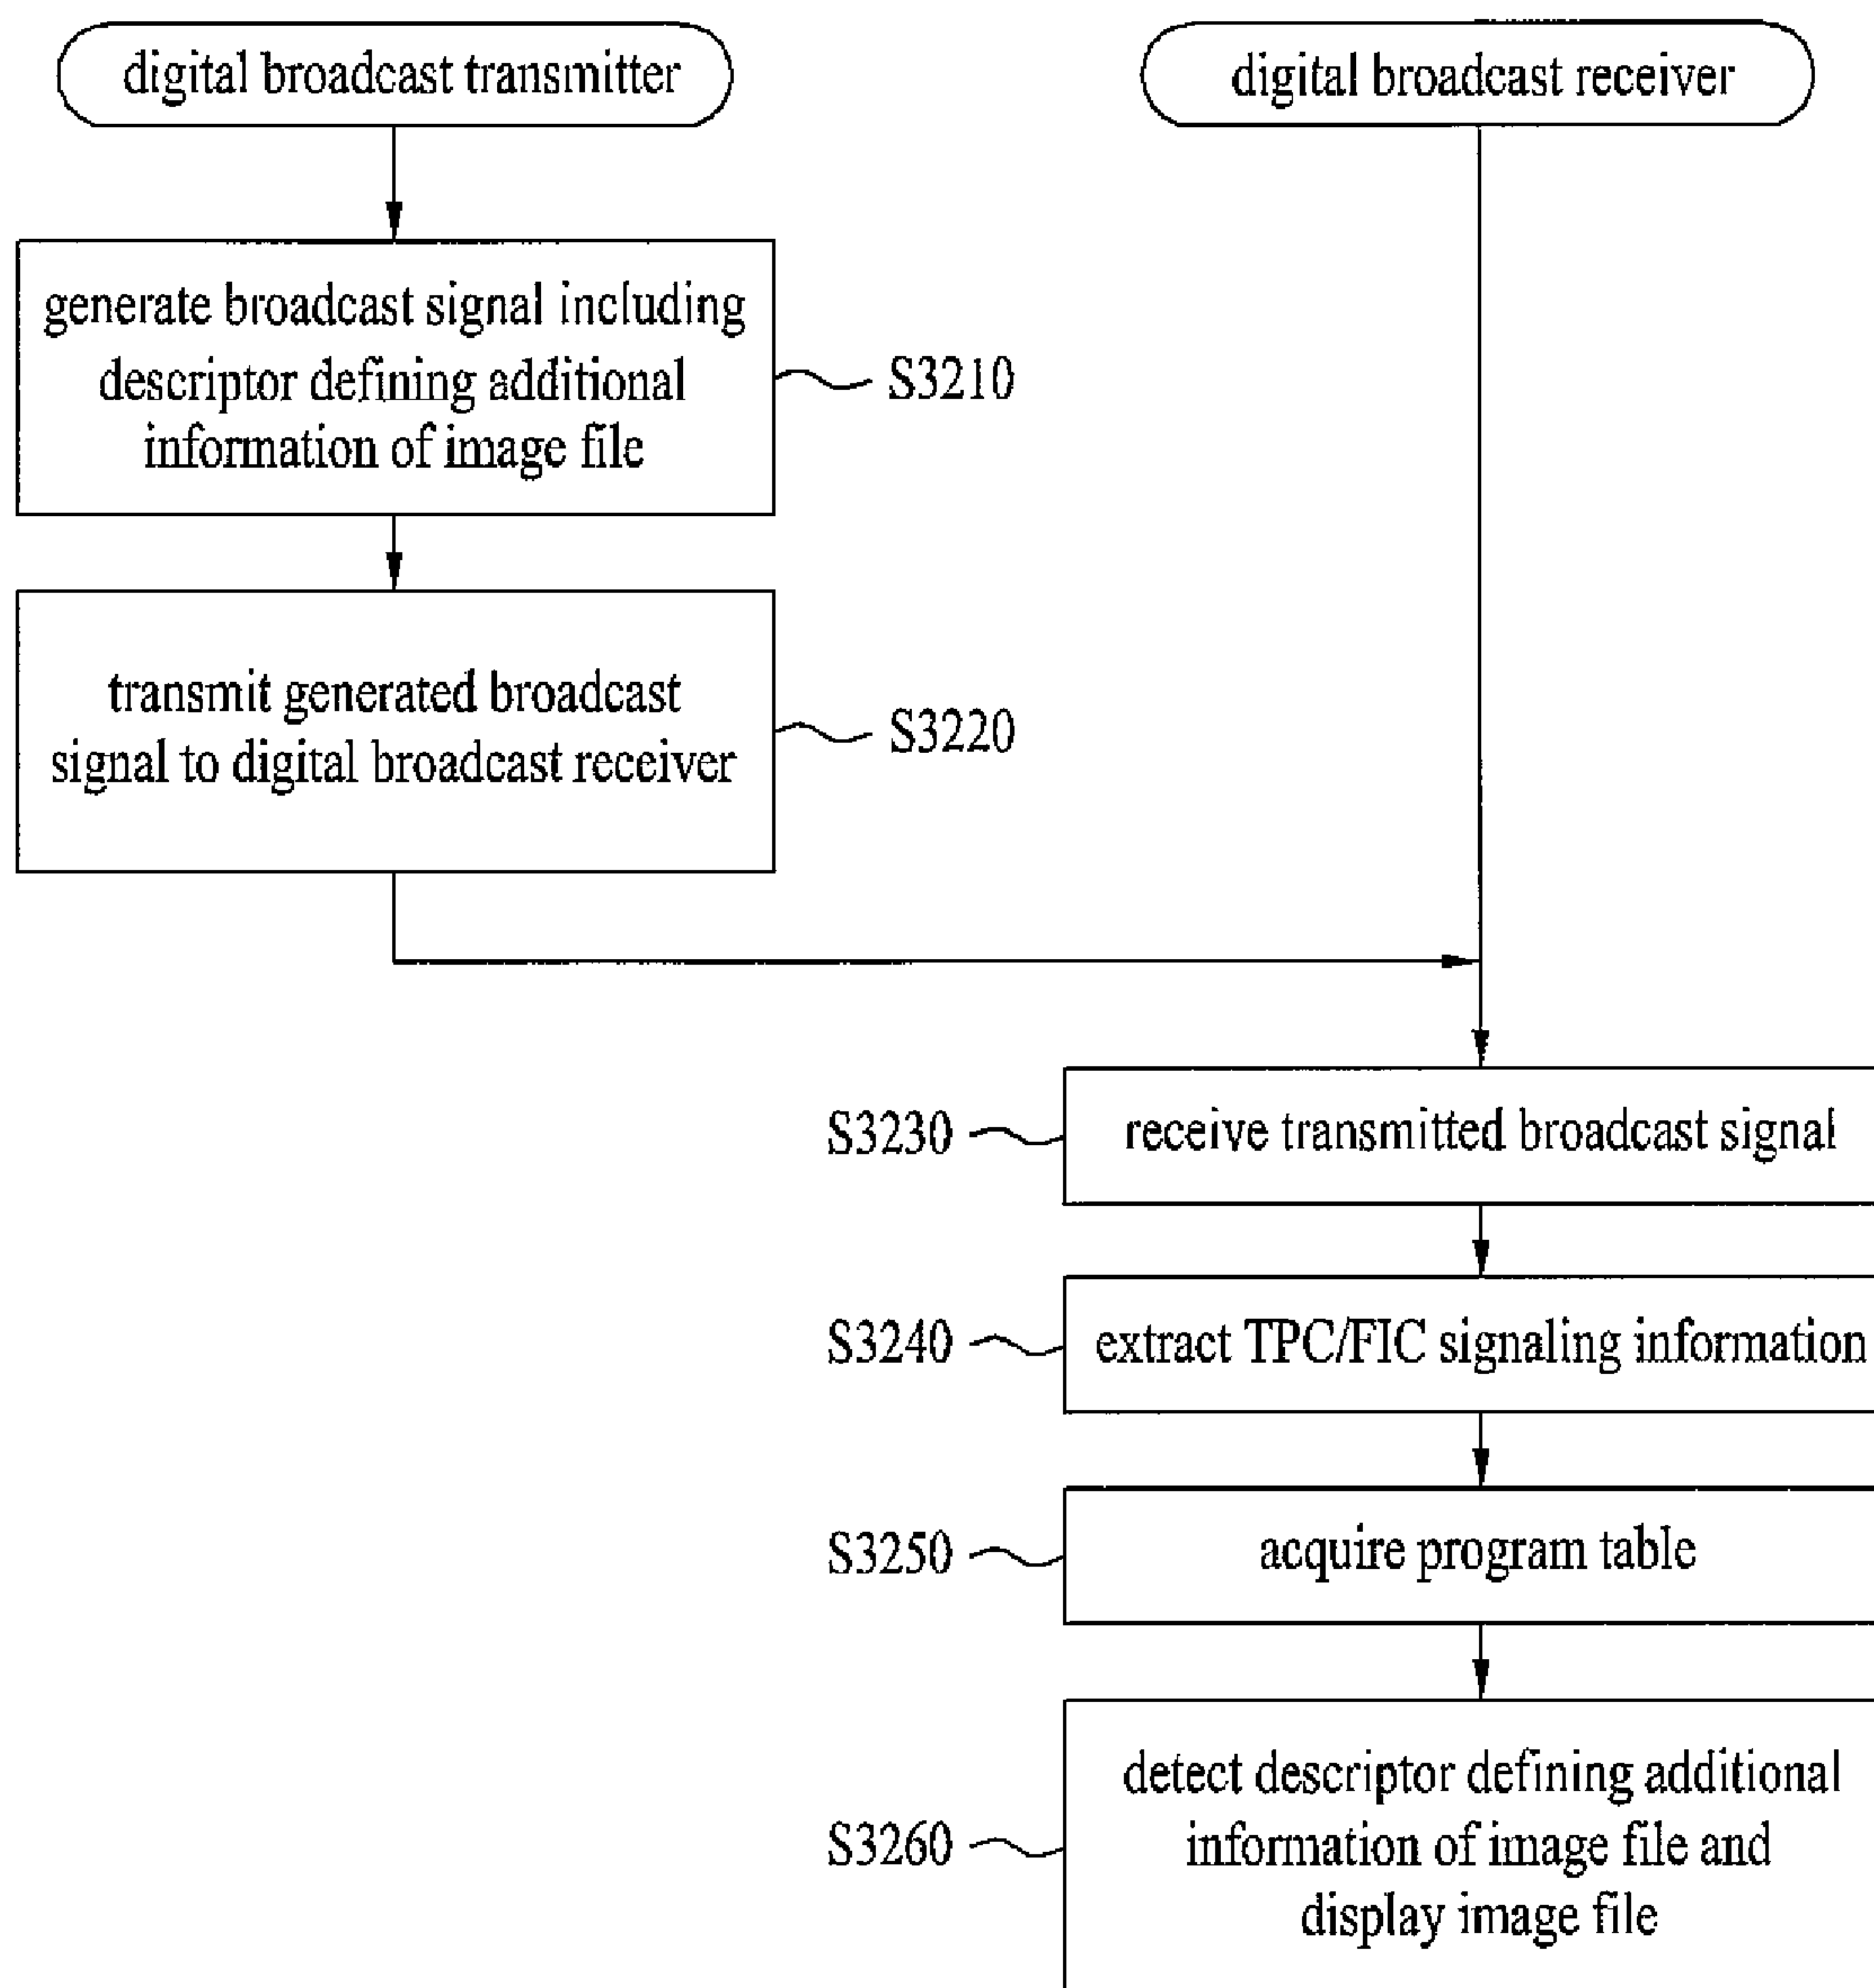 digital broadcast transmitter
digital broadcast receiver
generate broadcast signal including
descriptor defining additional
information of image file
S3210
transmit generated broadcast
signal to digital broadcast receiver
S3220
S3230
receive transmitted broadcast signal
S3240
extract TPC/FIC signaling information
S3250
acquire program table
S3260
detect descriptor defining additional
information of image file and
display image file